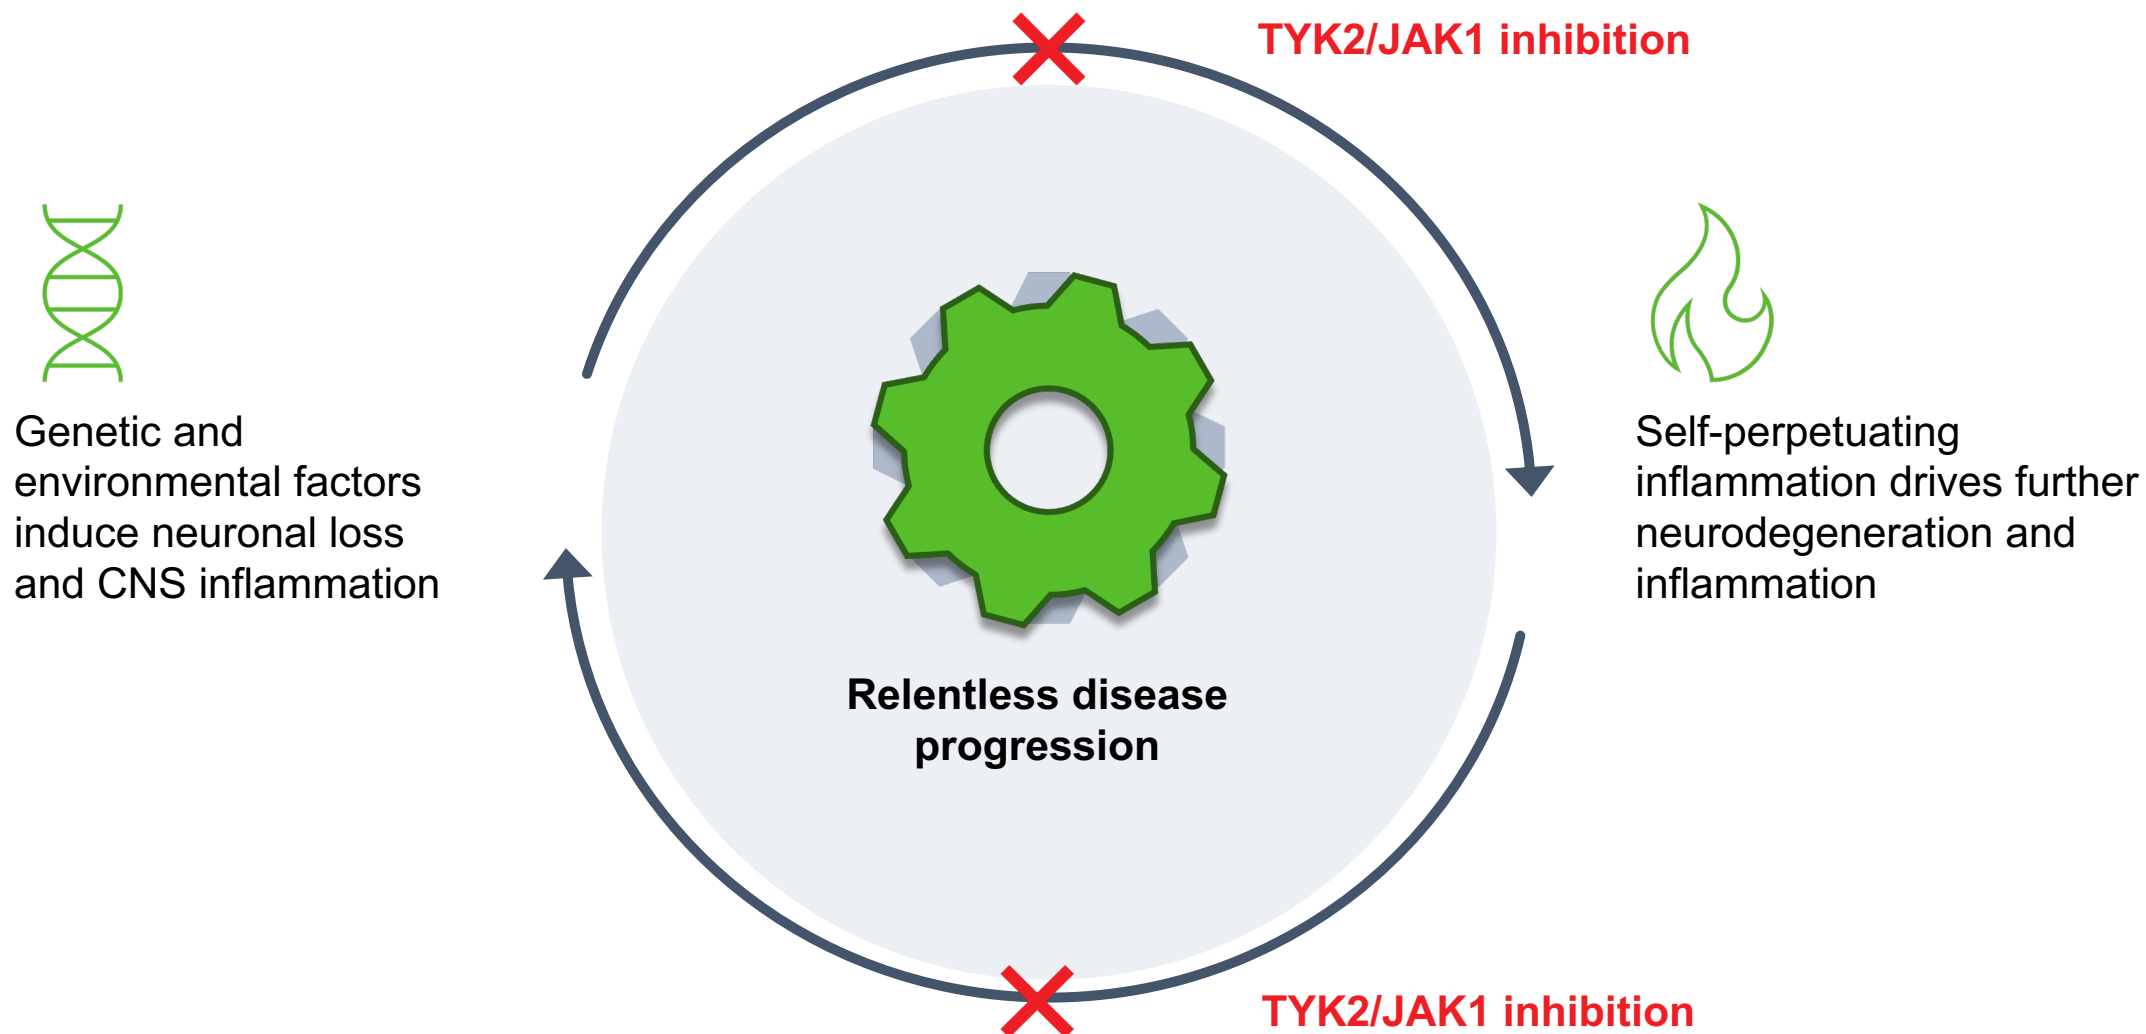 TYK2/JAK1 inhibition
Genetic and
environmental factors
induce neuronal loss
and CNS inflammation
Self-perpetuating
inflammation drives further
neurodegeneration and
inflammation
Relentless disease
progression
TYK2/JAK1 inhibition